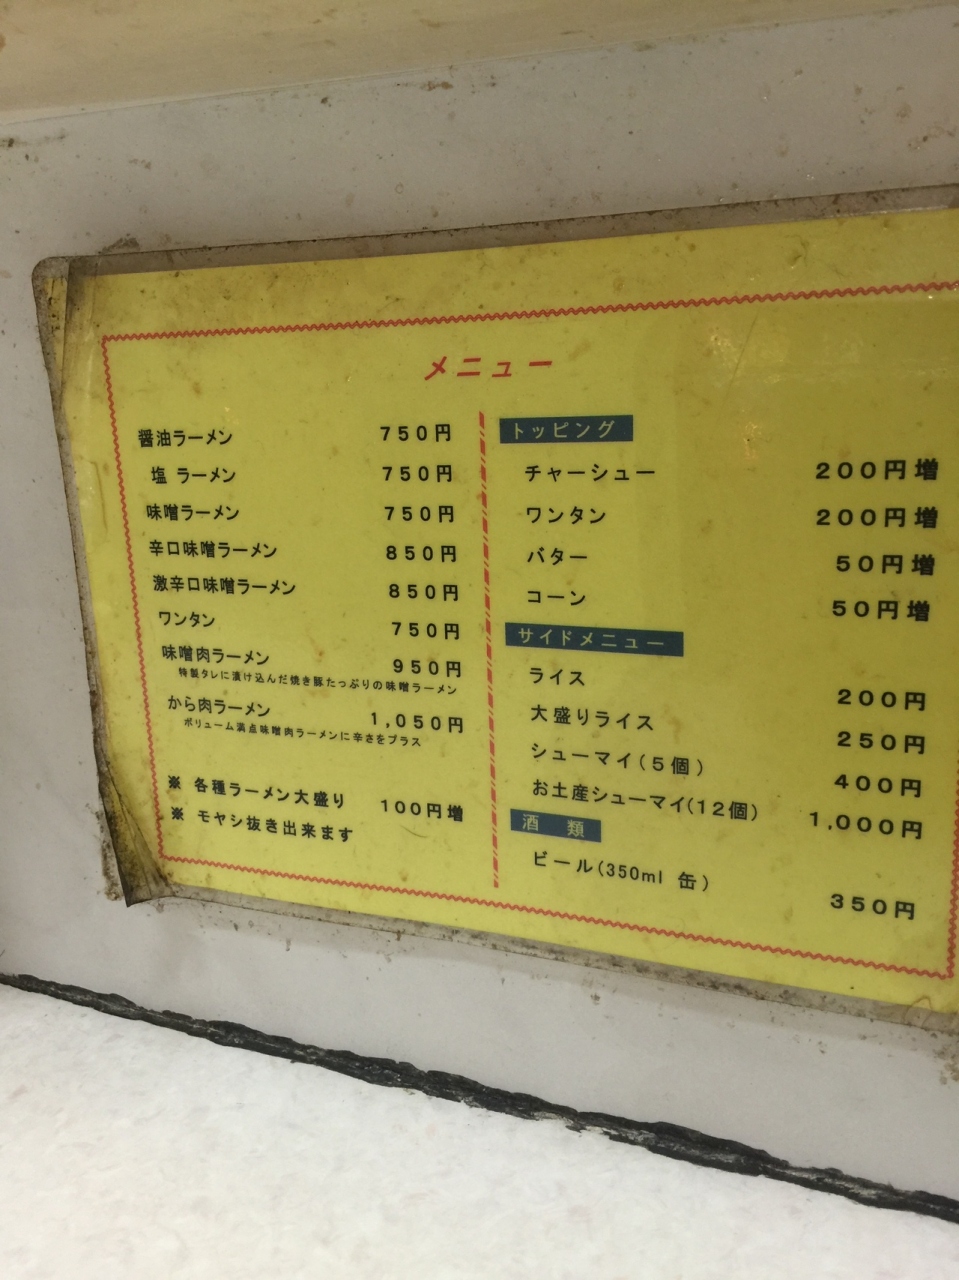 メニュー
醤油ラーメン 750円
塩 ラーメン 750円
味噌ラーメン 750円
辛口味噌ラーメン 850円
激辛口味噌ラーメン 850円
ワンタン 750円
味噌肉ラーメン 950円
特製タレに漬け込んだ焼き豚たっぷりの味噌ラーメン
から肉ラーメン 1,050円
ボリューム満点味噌肉ラーメンに辛さをプラス
※ 各種ラーメン大盛り 100円増
※ モヤシ抜き出来ます
トッピング
チャーシュー 200円増
ワンタン 200円増
バター 50円増
コーン 50円増
サイドメニュー
ライス 200円
大盛りライス 250円
シューマイ(5個) 400円
お土産シューマイ(12個) 1,000円
酒 類
ビール(350ml 缶) 350円